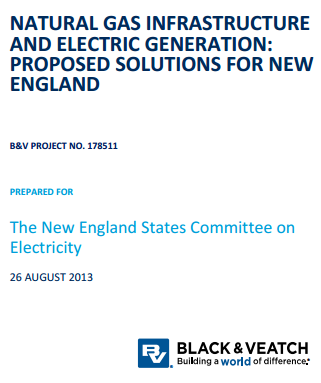 NATURAL GAS INFRASTRUCTURE
AND ELECTRIC GENERATION:
PROPOSED SOLUTIONS FOR NEW
ENGLAND
B&V PROJECT NO. 178511
PREPARED FOR
The New England States Committee on
Electricity
26 AUGUST 2013
BV
BLACK & VEATCH
Building a world of difference.®